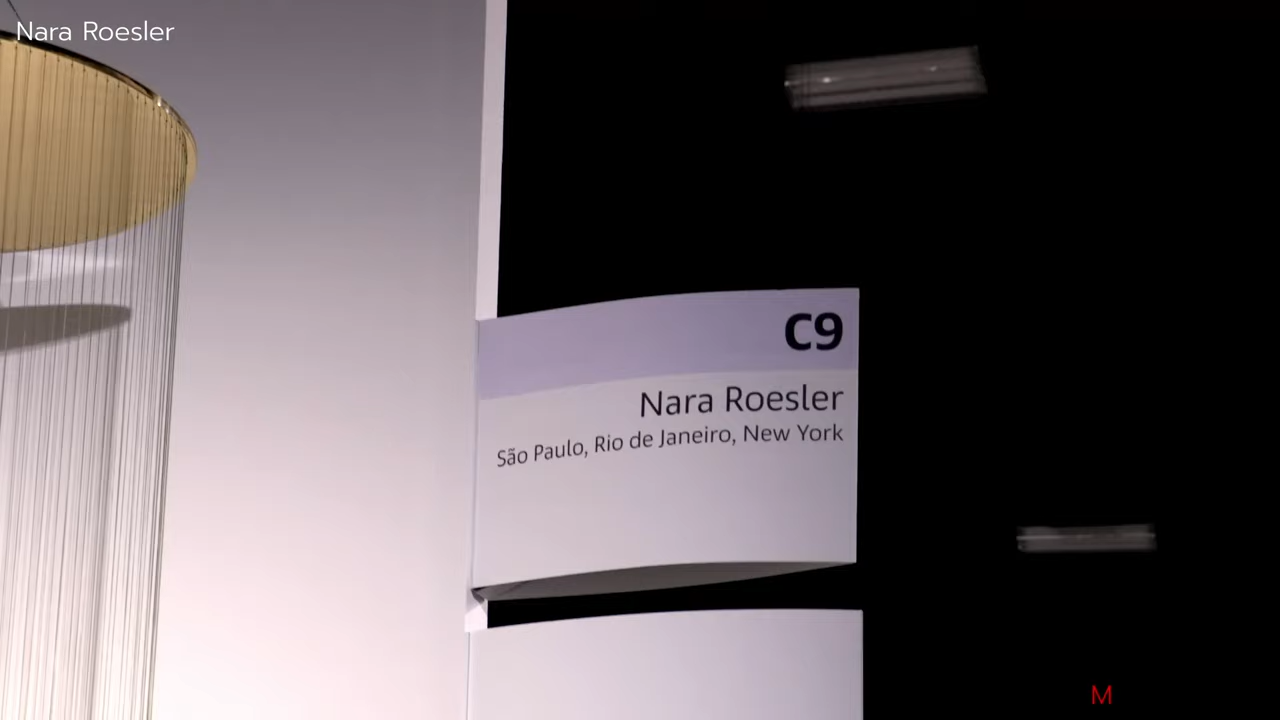 Nara Roesler
C9
Nara Roesler
São Paulo, Rio de Janeiro, New York
M